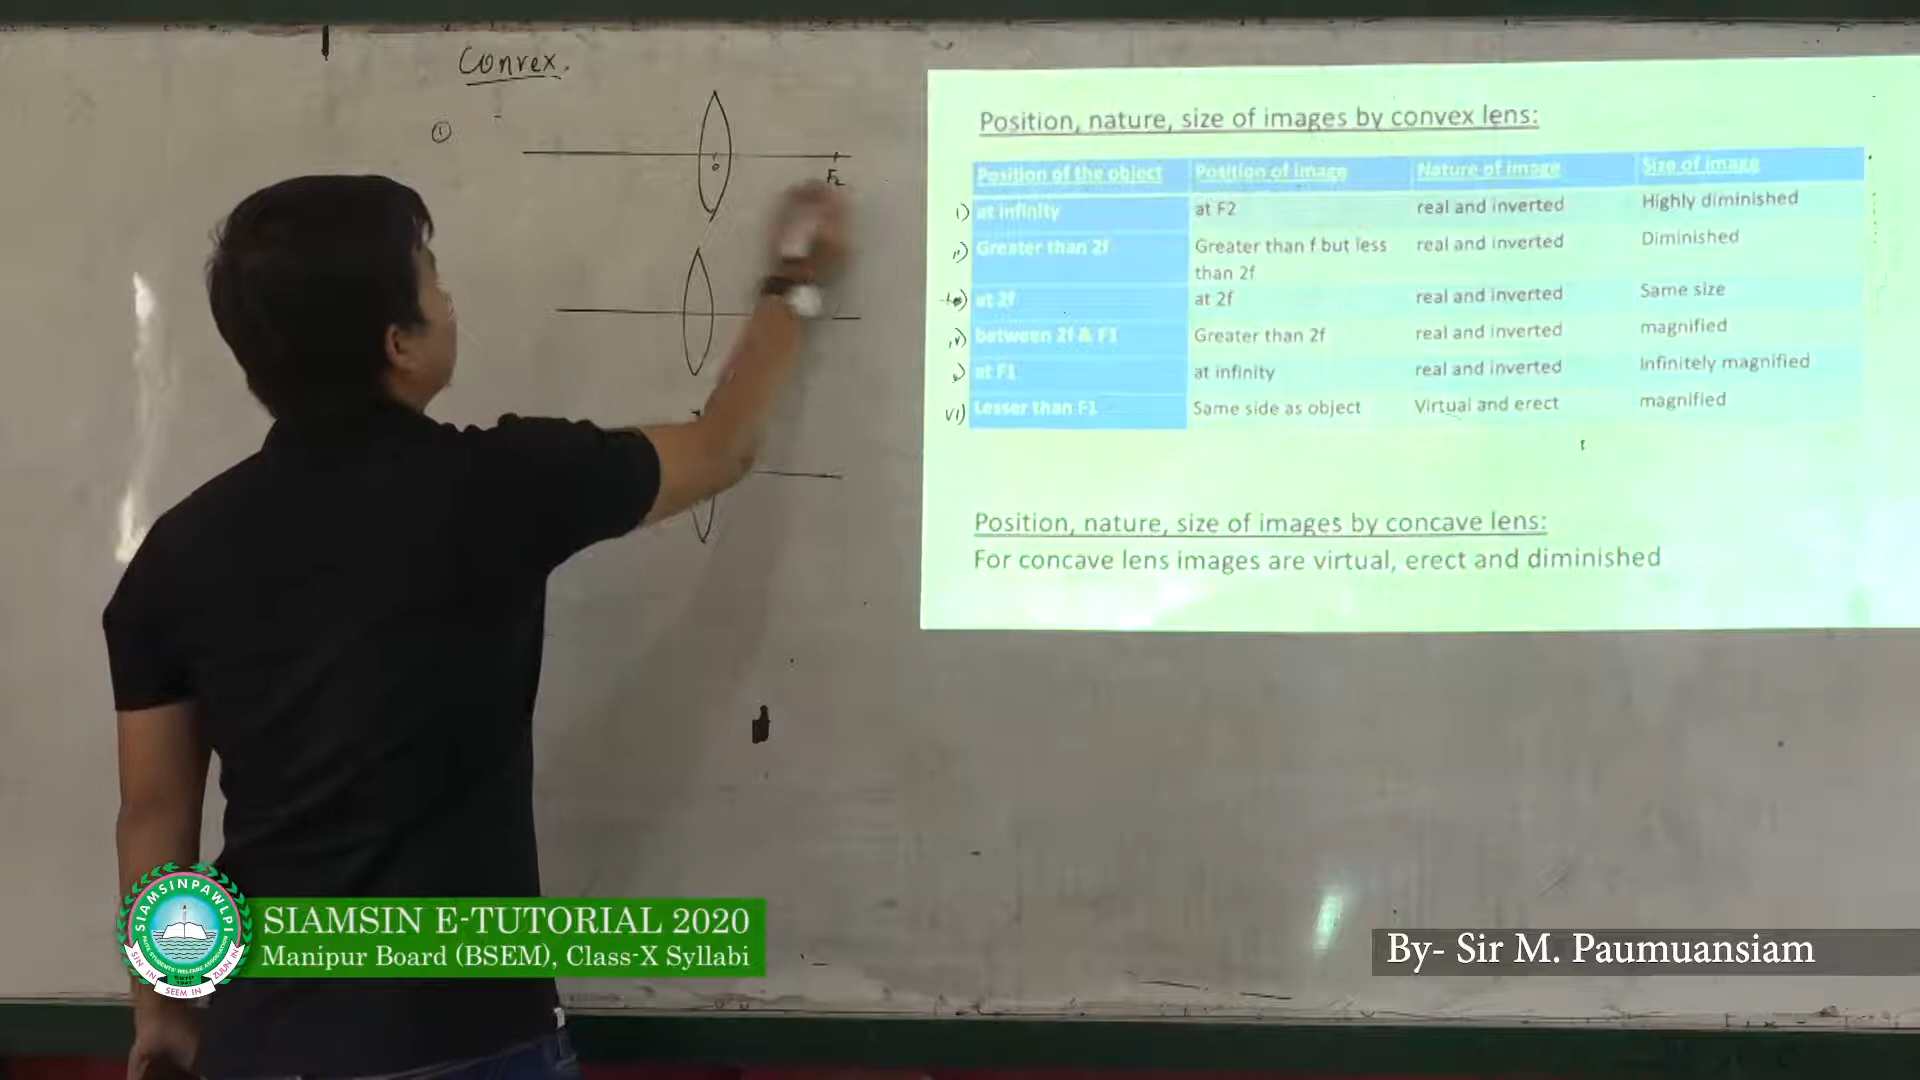 Convex.
①
o
F2
Position, nature, size of images by convex lens:
Position of the object Position of image Nature of image Size of image
i) at infinity at F2 real and inverted Highly diminished
ii) Greater than 2f Greater than f but less than 2f real and inverted Diminished
at 2f at 2f real and inverted Same size
iv) between 2f & F1 Greater than 2f real and inverted magnified
v) at F1 at infinity real and inverted Infinitely magnified
vi) Lesser than F1 Same side as object Virtual and erect magnified
Position, nature, size of images by concave lens:
For concave lens images are virtual, erect and diminished
SIAMSINPAWLPI
SIN IN
SEEM IN
ZUUN IN
SIAMSIN E-TUTORIAL 2020
Manipur Board (BSEM), Class-X Syllabi
By- Sir M. Paumuansiam